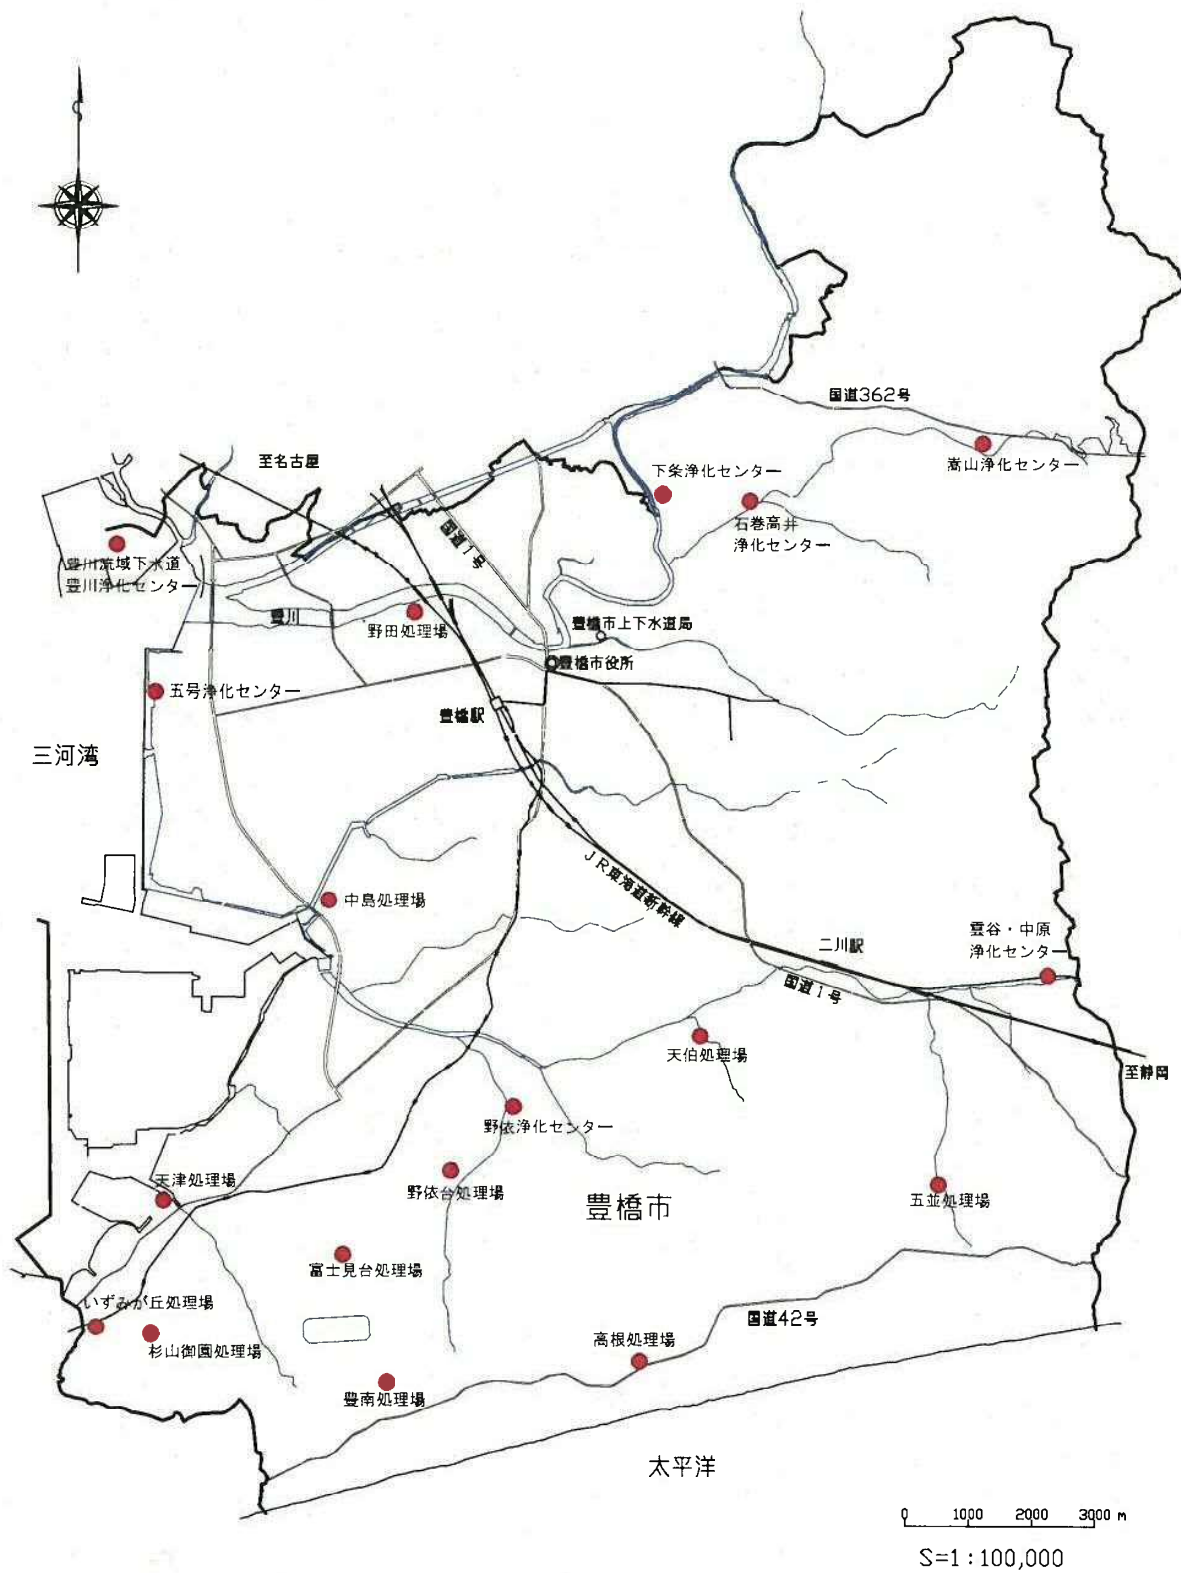 国道362号
至名古屋
嵩山浄化センター
下条浄化センター
国道1号
石巻高井
浄化センター
豊川流域下水道
豊川浄化センター
豊川
野田処理場
豊橋市上下水道局
豊橋市役所
五号浄化センター
豊橋駅
三河湾
JR東海道新幹線
中島処理場
二川駅
雲谷・中原
浄化センター
国道1号
天伯処理場
至静岡
野依浄化センター
天津処理場
野依台処理場
豊橋市
五並処理場
富士見台処理場
いずみが丘処理場
国道42号
杉山御園処理場
高根処理場
豊南処理場
太平洋
0 1000 2000 3000 m
S=1:100,000